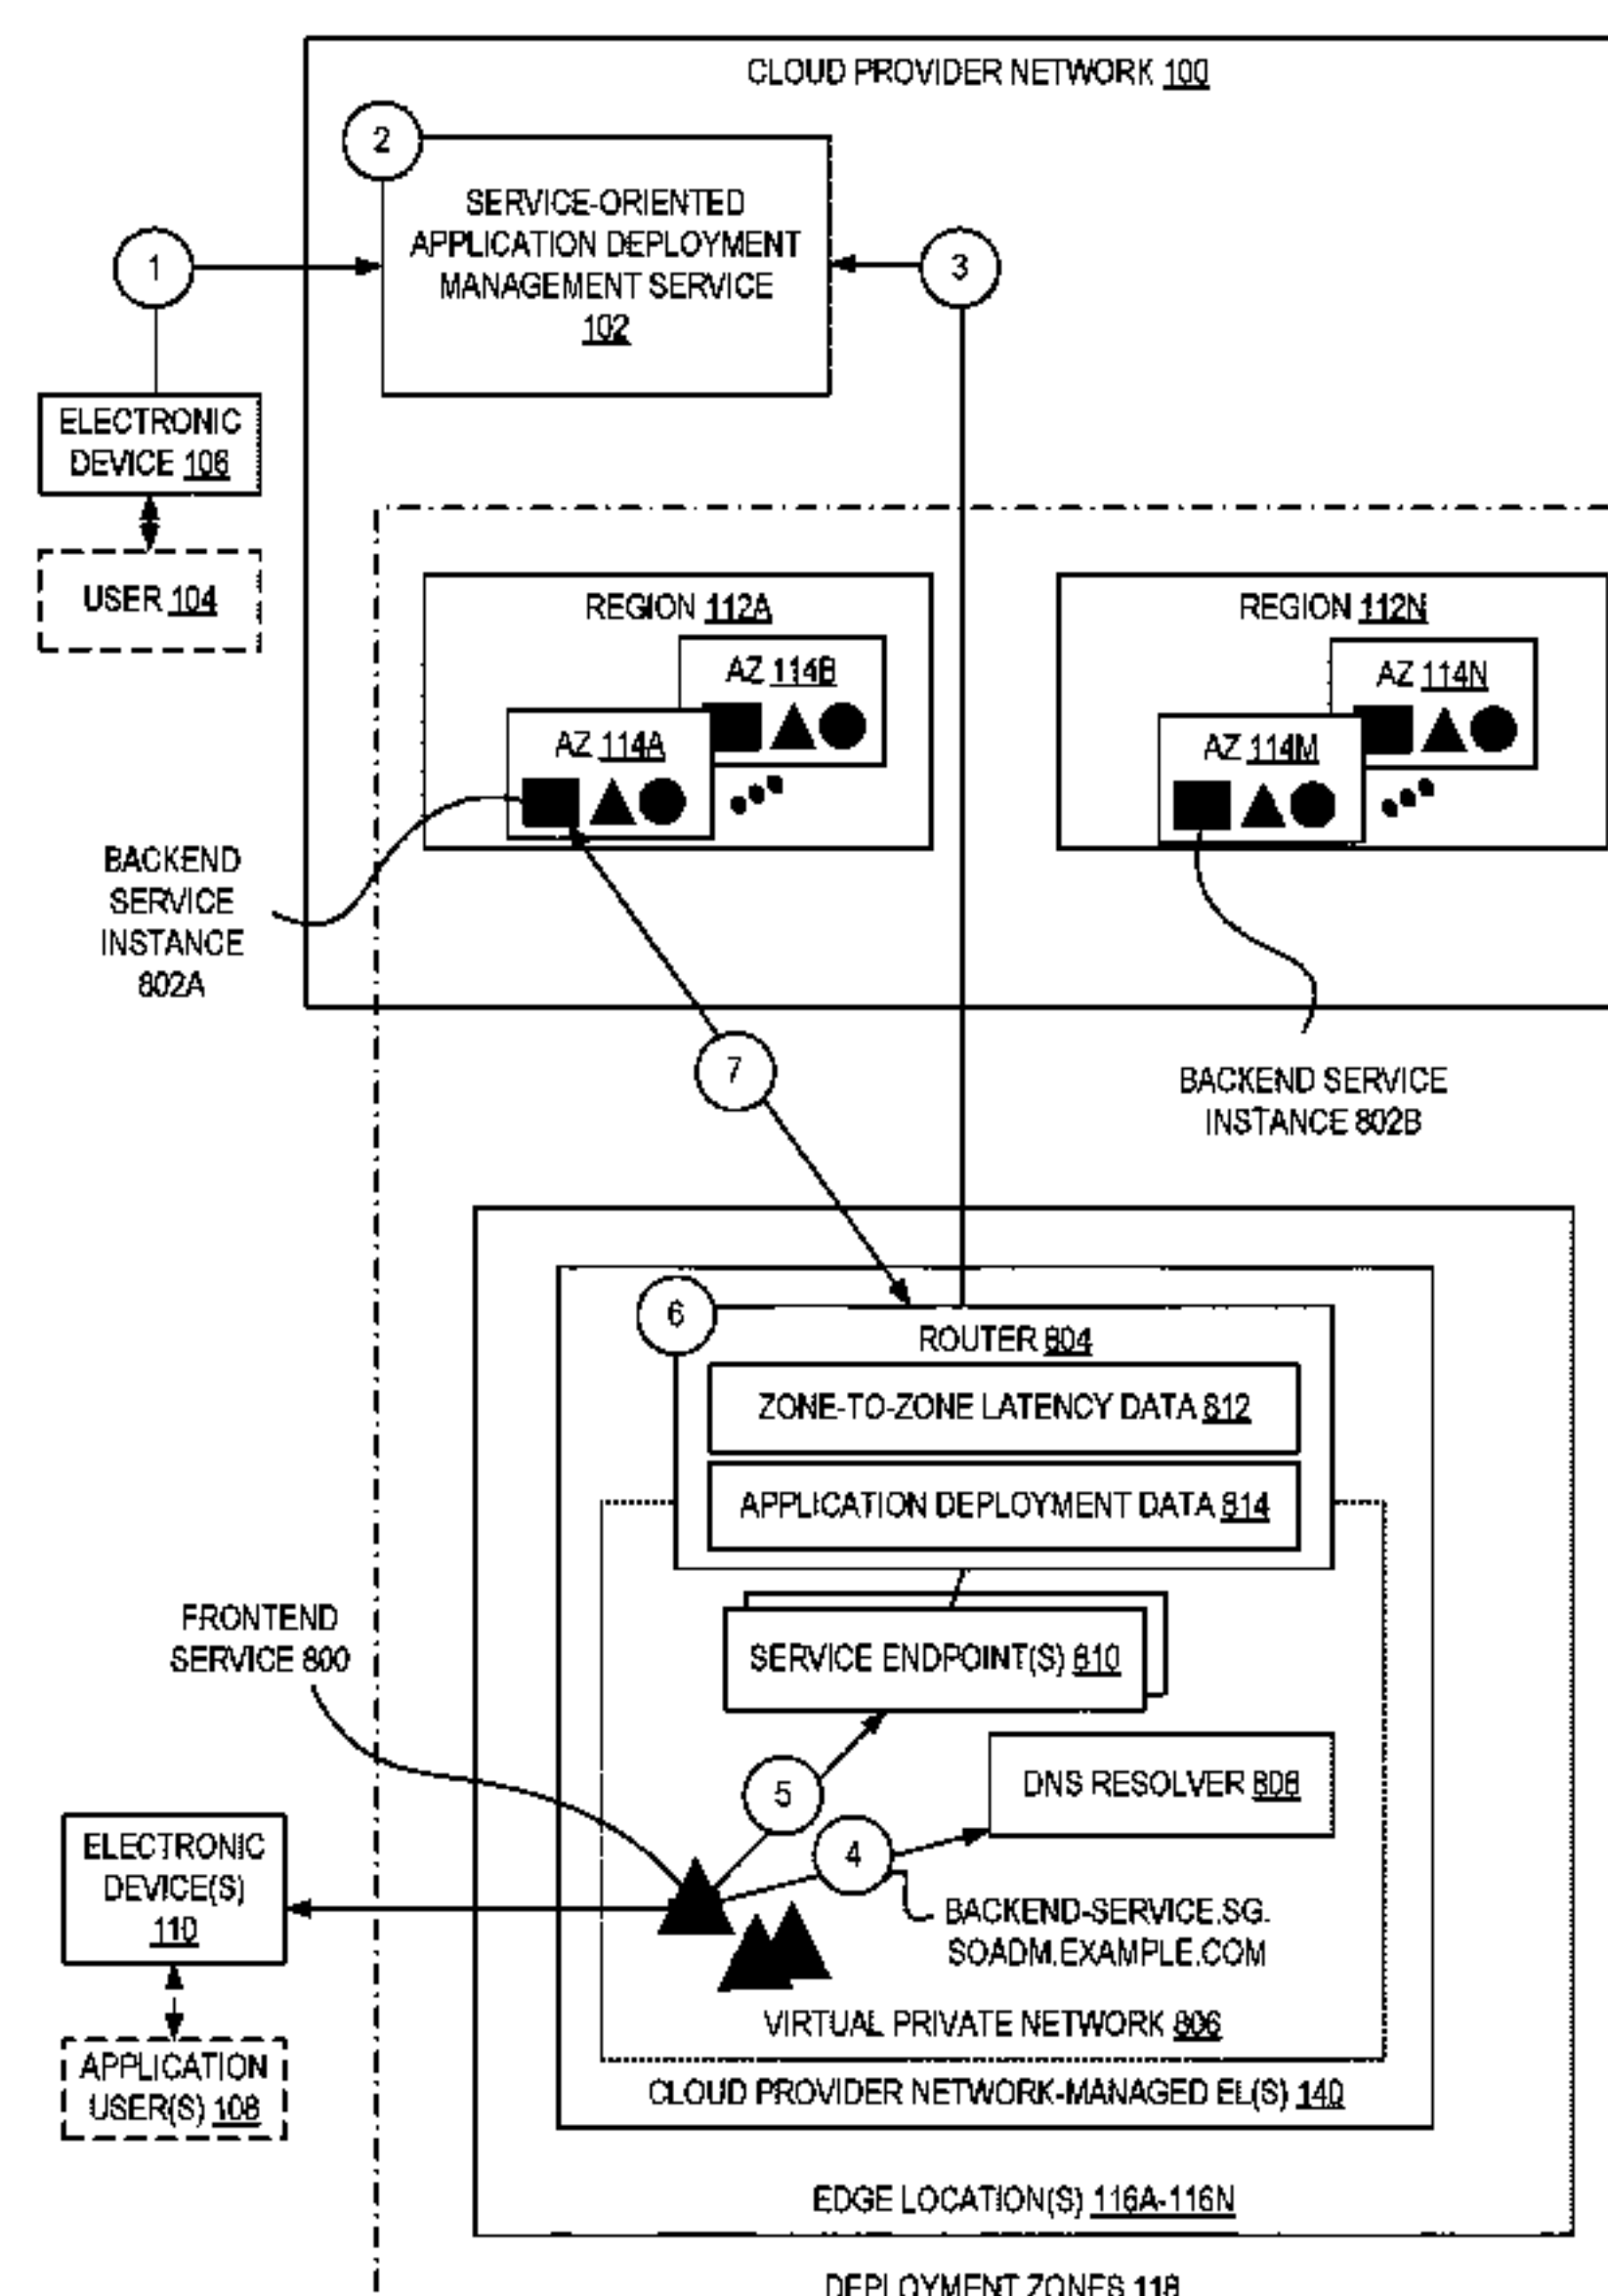 CLOUD PROVIDER NETWORK 100
2
SERVICE-ORIENTED
APPLICATION DEPLOYMENT
MANAGEMENT SERVICE
102
1
3
ELECTRONIC
DEVICE 106
USER 104
REGION 112A
AZ 114B
AZ 114A
REGION 112N
AZ 114N
AZ 114M
BACKEND
SERVICE
INSTANCE
802A
7
BACKEND SERVICE
INSTANCE 802B
6
ROUTER 804
ZONE-TO-ZONE LATENCY DATA 812
APPLICATION DEPLOYMENT DATA 814
FRONTEND
SERVICE 800
SERVICE ENDPOINT(S) 810
5
DNS RESOLVER 808
4
ELECTRONIC
DEVICE(S)
110
BACKEND-SERVICE.SG.
SOADM.EXAMPLE.COM
VIRTUAL PRIVATE NETWORK 806
APPLICATION
USER(S) 108
CLOUD PROVIDER NETWORK-MANAGED EL(S) 140
EDGE LOCATION(S) 116A-116N
DEPLOYMENT ZONES 118